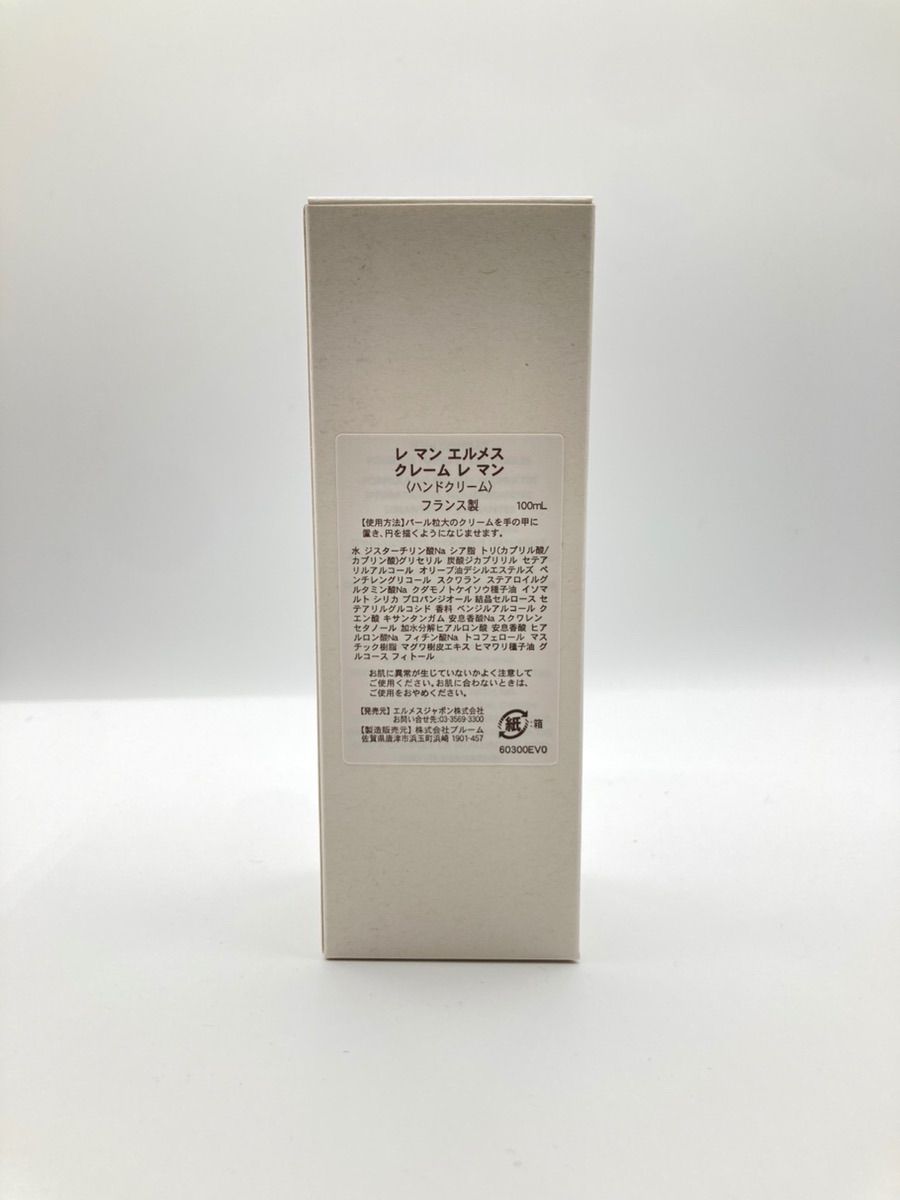 レ マン エルメス
クレーム レ マン
〈ハンドクリーム〉
フランス製 100mL
【使用方法】パール粒大のクリームを手の甲に
置き、円を描くようになじませます。
水 ジステアチリン酸Na シア脂 トリ(カプリル酸/
カプリン酸)グリセリル 炭酸ジカプリリル セテア
リルアルコール オリーブ油デシルエステルズ ペ
ンチレングリコール スクワラン ステアロイルグ
ルタミン酸Na クダモノトケイソウ種子油 イソマ
ルト シリカ プロパンジオール 結晶セルロース セ
テアリルグルコシド 香料 ベンジルアルコール ク
エン酸 キサンタンガム 安息香酸Na スクワレン
セタノール 加水分解ヒアルロン酸 安息香酸 ヒア
ルロン酸Na フィチン酸Na トコフェロール マス
チック樹脂 マグワ樹皮エキス ヒマワリ種子油 グ
ルコース フィトール
お肌に異常が生じていないかよく注意して
ご使用ください。お肌に合わないときは、
ご使用をおやめください。
【発売元】エルメスジャポン株式会社
お問い合せ先:03-3569-3300
【製造販売元】株式会社ブルーム
佐賀県唐津市浜玉町浜崎 1901-457
紙 :箱
60300EV0